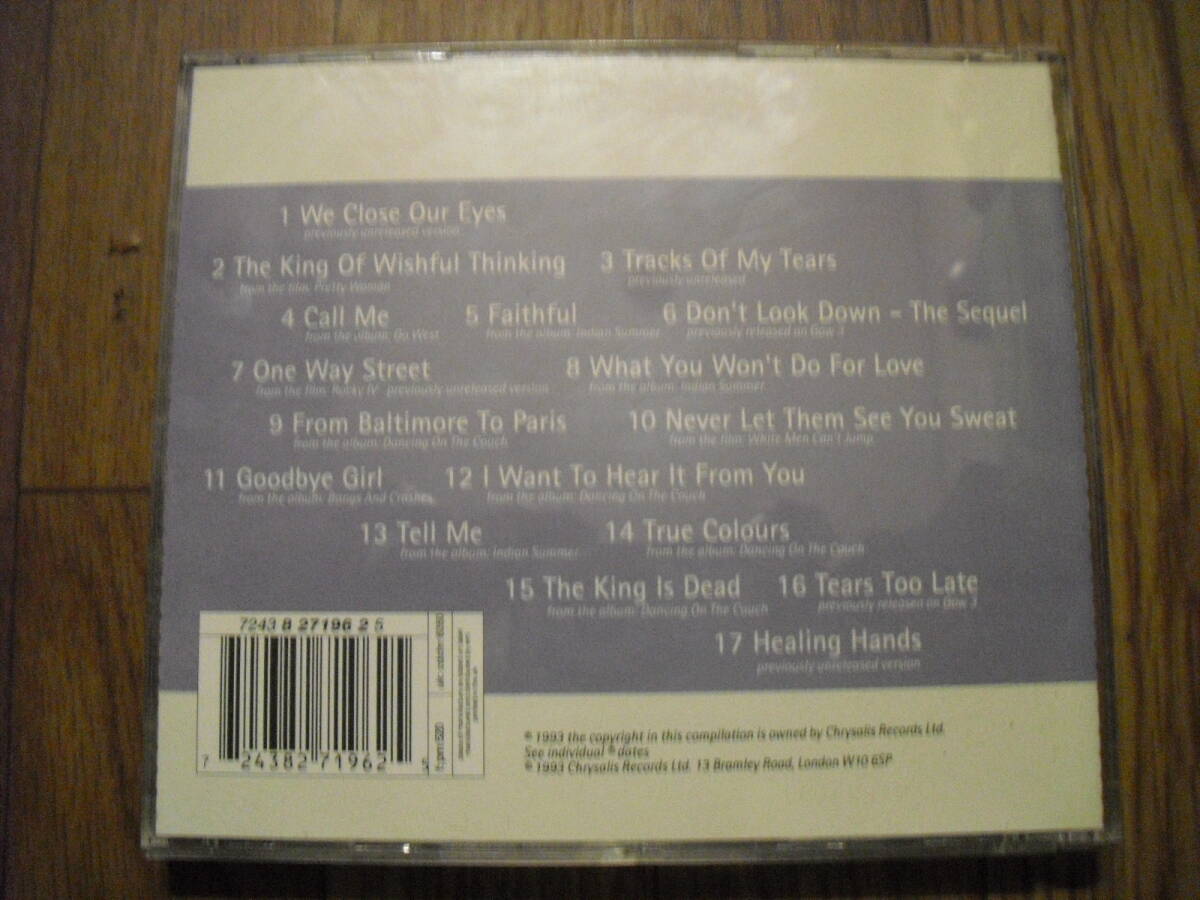 1 We Close Our Eyes
previously unreleased version
2 The King Of Wishful Thinking 3 Tracks Of My Tears
from the film: Pretty Woman previously unreleased
4 Call Me 5 Faithful 6 Don't Look Down - The Sequel
from the album: Go West from the album: Indian Summer previously released on Gow 3
7 One Way Street 8 What You Won't Do For Love
from the film: Rocky IV previously unreleased version from the album: Indian Summer
9 From Baltimore To Paris 10 Never Let Them See You Sweat
from the album: Dancing On The Couch from the film: White Men Can't Jump
11 Goodbye Girl 12 I Want To Hear It From You
from the album: Bangs And Crashes from the album: Dancing On The Couch
13 Tell Me 14 True Colours
from the album: Indian Summer from the album: Dancing On The Couch
15 The King Is Dead 16 Tears Too Late
from the album: Dancing On The Couch previously released on Gow 3
17 Healing Hands
previously unreleased version
7243 8 27196 2 5
7 24382 71962 5
℗ 1993 the copyright in this compilation is owned by Chrysalis Records Ltd.
See individual ℗ dates
© 1993 Chrysalis Records Ltd. 13 Bramley Road, London W10 6SP